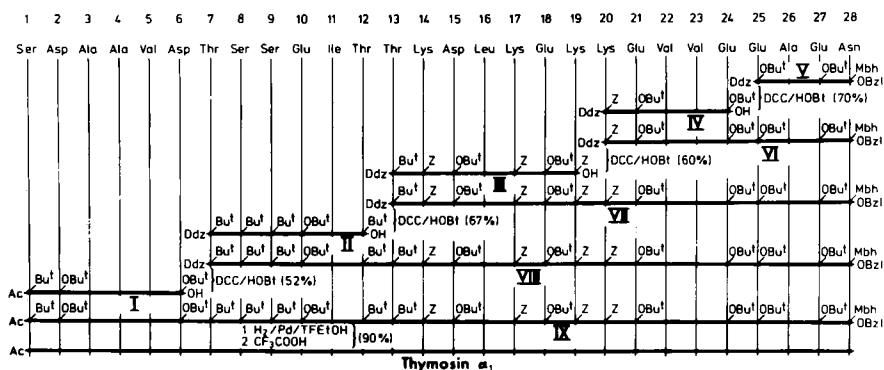 1 2 3 4 5 6 7 8 9 10 11 12 13 14 15 16 17 18 19 20 21 22 23 24 25 26 27 28
Ser Asp Ala Ala Val Asp Thr Ser Ser Glu Ile Thr Thr Lys Asp Leu Lys Glu Lys Lys Glu Val Val Glu Glu Ala Glu Asn
OBuᵗ OBuᵗ Mbh
Ddz V OBzl
Z OBuᵗ OBuᵗ DCC/HOBt (70%)
Ddz IV OH
Z OBuᵗ OBuᵗ OBuᵗ OBuᵗ Mbh
Ddz VI OBzl
DCC/HOBt (60%)
Buᵗ Z OBuᵗ Z OBuᵗ Z
Ddz III OH
Buᵗ Z OBuᵗ Z OBuᵗ Z Z OBuᵗ OBuᵗ OBuᵗ OBuᵗ Mbh
Ddz VII OBzl
Buᵗ Buᵗ Buᵗ OBuᵗ Buᵗ DCC/HOBt (67%)
Ddz II OH
Buᵗ Buᵗ Buᵗ OBuᵗ Buᵗ Buᵗ Z OBuᵗ Z OBuᵗ Z Z OBuᵗ OBuᵗ OBuᵗ OBuᵗ Mbh
Ddz VIII OBzl
Buᵗ OBuᵗ OBuᵗ DCC/HOBt (52%)
Ac I OH
Buᵗ OBuᵗ OBuᵗ Buᵗ Buᵗ Buᵗ OBuᵗ Buᵗ Buᵗ Z OBuᵗ Z OBuᵗ Z Z OBuᵗ OBuᵗ OBuᵗ OBuᵗ Mbh
Ac IX OBzl
1 H₂/Pd/TFEtOH
2 CF₃COOH (90%)
Ac
Thymosin α₁